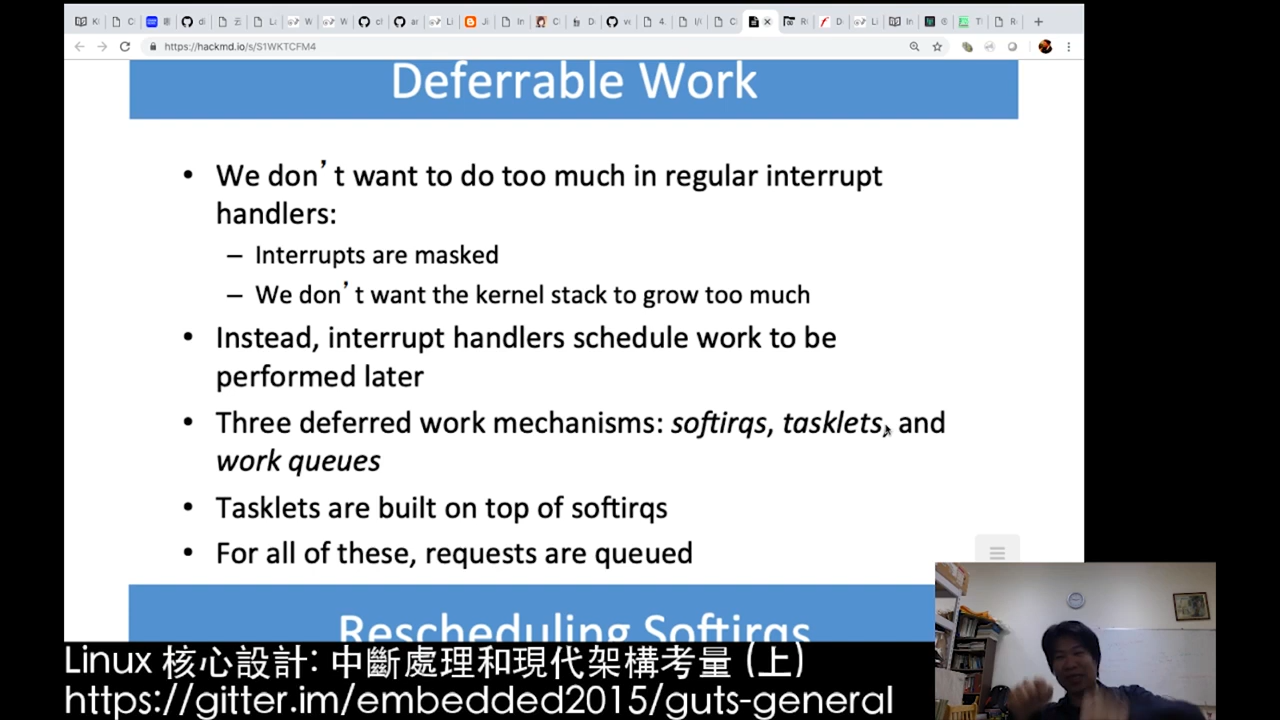 https://hackmd.io/s/S1WKTCFM4
Deferrable Work
• We don't want to do too much in regular interrupt
handlers:
– Interrupts are masked
– We don't want the kernel stack to grow too much
• Instead, interrupt handlers schedule work to be
performed later
• Three deferred work mechanisms: softirqs, tasklets, and
work queues
• Tasklets are built on top of softirqs
• For all of these, requests are queued
Rescheduling Softirqs
Linux 核心設計: 中斷處理和現代架構考量 (上)
https://gitter.im/embedded2015/guts-general